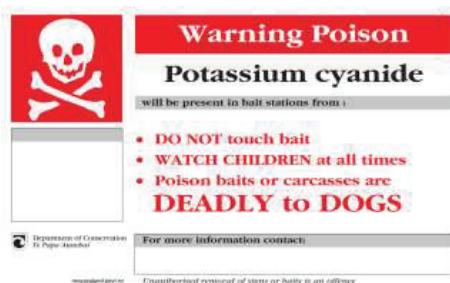 Warning Poison
Potassium cyanide
will be present in bait stations from :
• DO NOT touch bait
• WATCH CHILDREN at all times
• Poison baits or carcasses are
DEADLY to DOGS
Department of Conservation
Te Papa Atawhai
For more information contact:
Unauthorised removal of signs or baits is an offence